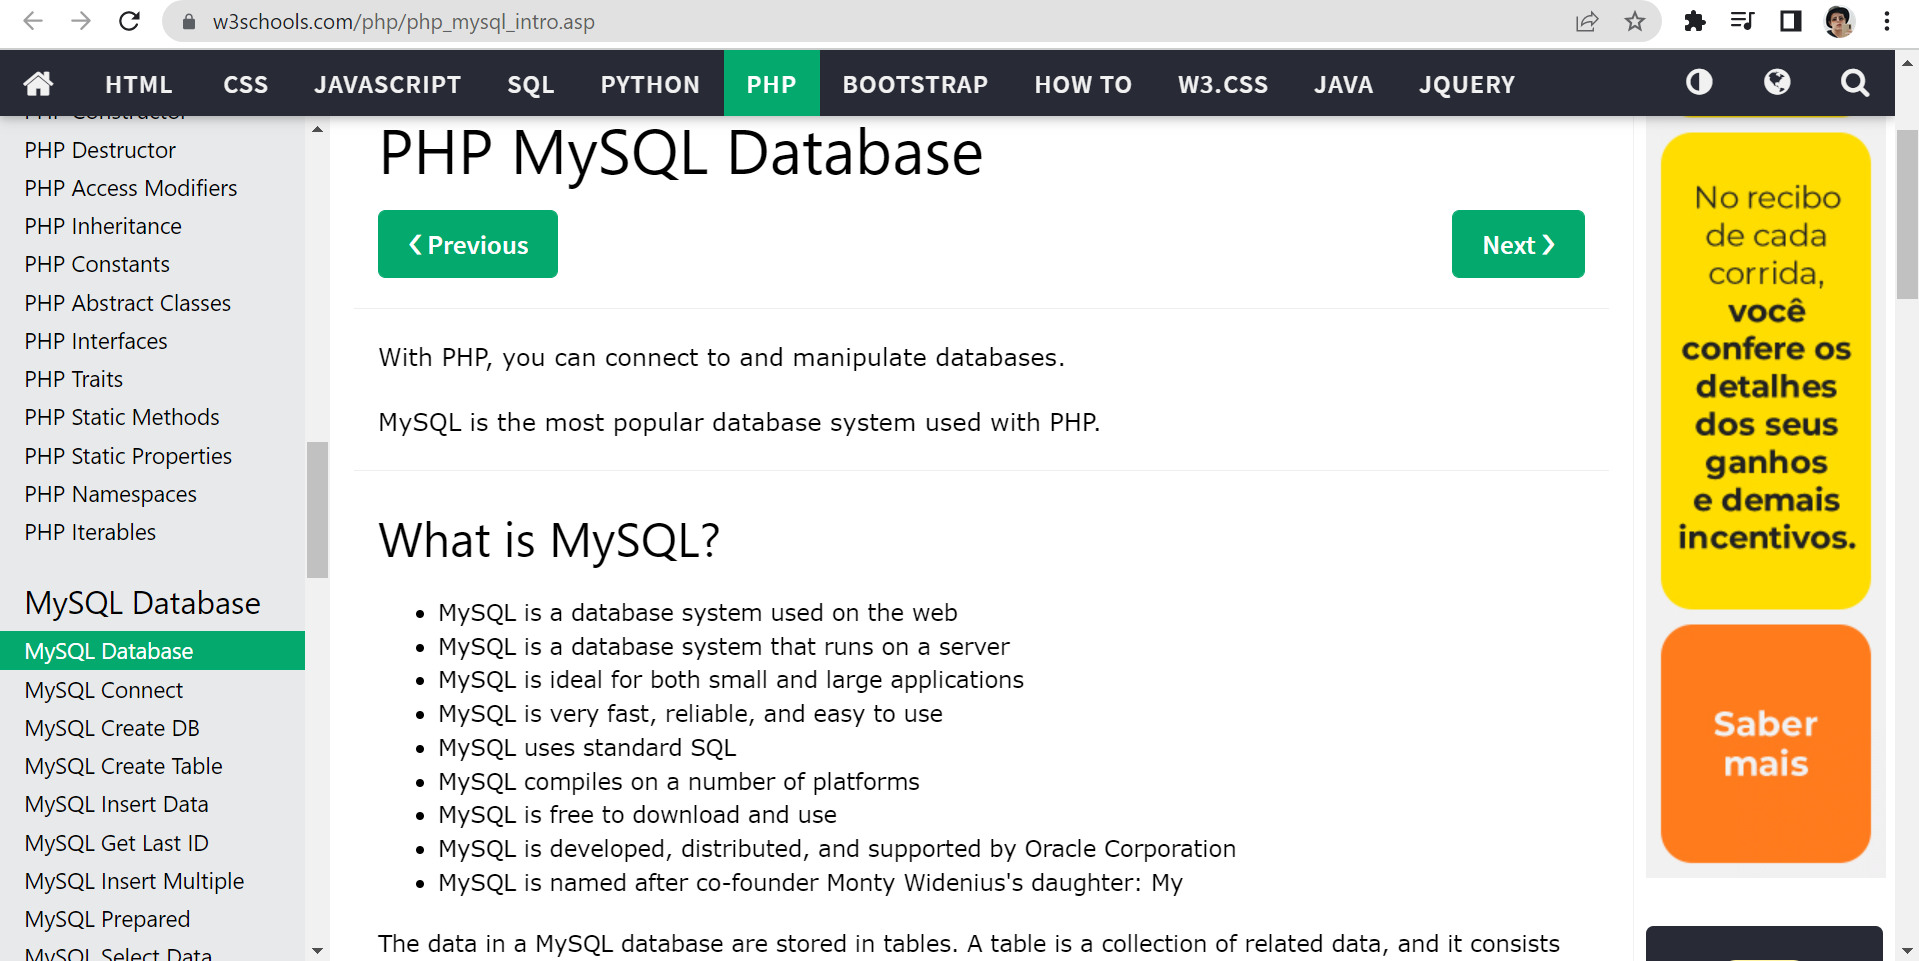 w3schools.com/php/php_mysql_intro.asp
HTML CSS JAVASCRIPT SQL PYTHON PHP BOOTSTRAP HOW TO W3.CSS JAVA JQUERY
PHP Constructor
PHP Destructor
PHP Access Modifiers
PHP Inheritance
PHP Constants
PHP Abstract Classes
PHP Interfaces
PHP Traits
PHP Static Methods
PHP Static Properties
PHP Namespaces
PHP Iterables
MySQL Database
MySQL Database
MySQL Connect
MySQL Create DB
MySQL Create Table
MySQL Insert Data
MySQL Get Last ID
MySQL Insert Multiple
MySQL Prepared
MySQL Select Data
PHP MySQL Database
❮ Previous
Next ❯
With PHP, you can connect to and manipulate databases.
MySQL is the most popular database system used with PHP.
What is MySQL?
• MySQL is a database system used on the web
• MySQL is a database system that runs on a server
• MySQL is ideal for both small and large applications
• MySQL is very fast, reliable, and easy to use
• MySQL uses standard SQL
• MySQL compiles on a number of platforms
• MySQL is free to download and use
• MySQL is developed, distributed, and supported by Oracle Corporation
• MySQL is named after co-founder Monty Widenius's daughter: My
The data in a MySQL database are stored in tables. A table is a collection of related data, and it consists
No recibo
de cada
corrida,
você
confere os
detalhes
dos seus
ganhos
e demais
incentivos.
Saber
mais